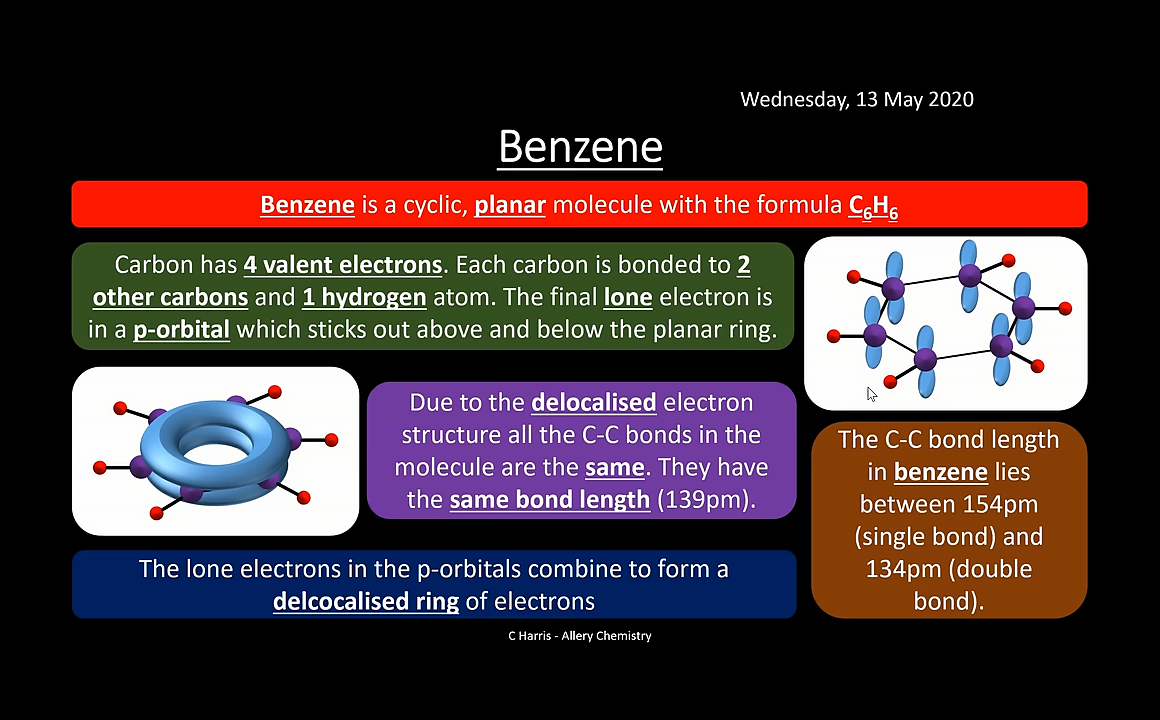 Wednesday, 13 May 2020
Benzene
Benzene is a cyclic, planar molecule with the formula C₆H₆
Carbon has 4 valent electrons. Each carbon is bonded to 2
other carbons and 1 hydrogen atom. The final lone electron is
in a p-orbital which sticks out above and below the planar ring.
Due to the delocalised electron
structure all the C-C bonds in the
molecule are the same. They have
the same bond length (139pm).
The C-C bond length
in benzene lies
between 154pm
(single bond) and
134pm (double
bond).
The lone electrons in the p-orbitals combine to form a
delcocalised ring of electrons
C Harris - Allery Chemistry